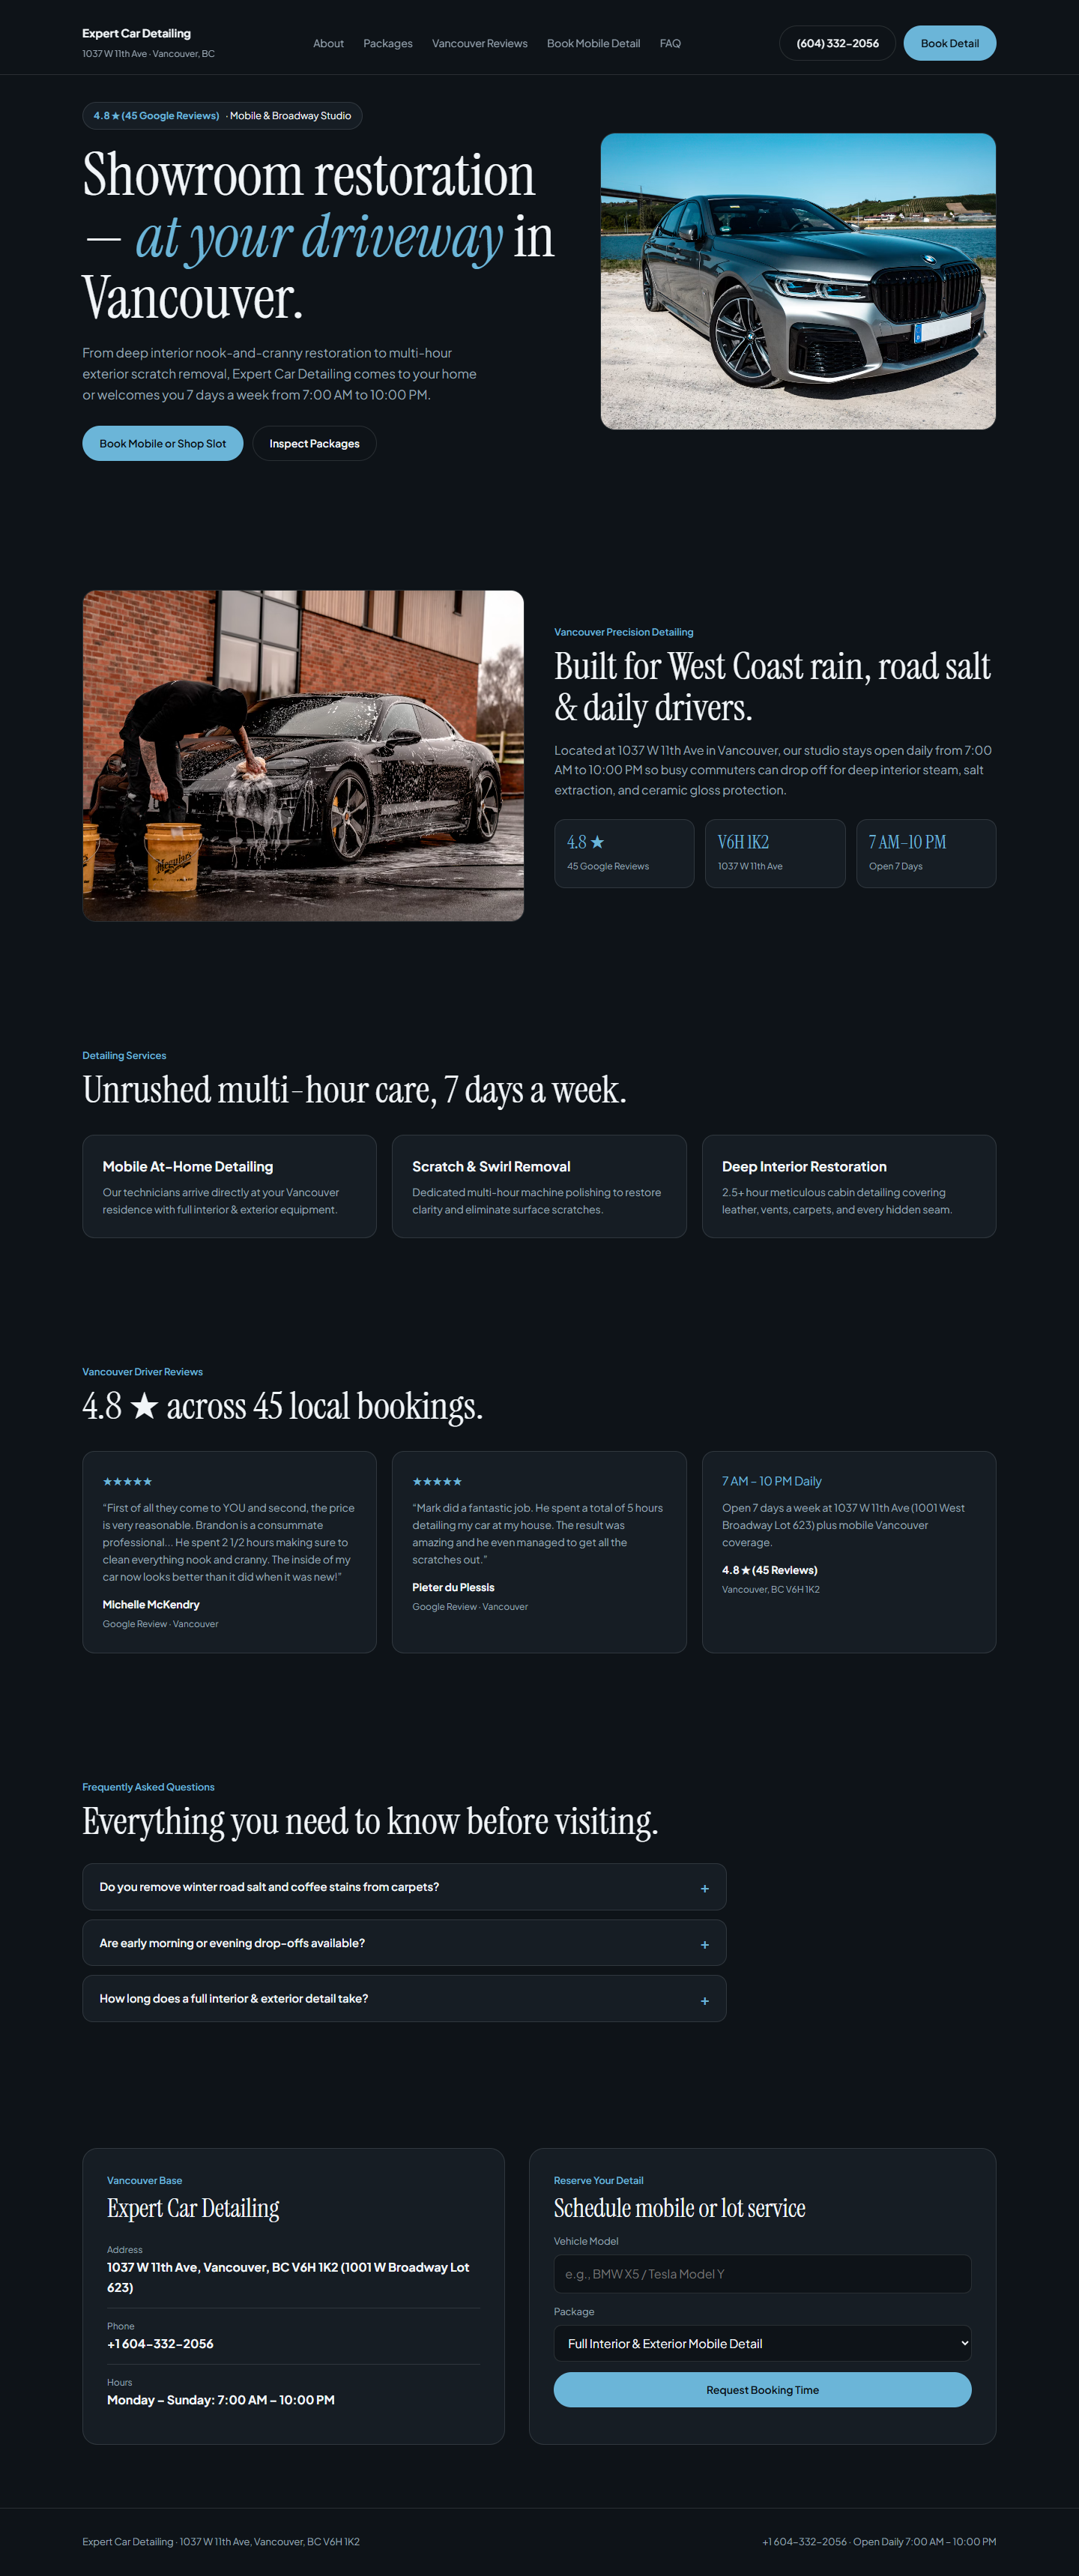 Expert Car Detailing
1037 W 11th Ave · Vancouver, BC
About
Packages
Vancouver Reviews
Book Mobile Detail
FAQ
(604) 332-2056
Book Detail
4.8 ★ (45 Google Reviews) · Mobile & Broadway Studio
Showroom restoration
— at your driveway in
Vancouver.
From deep interior nook-and-cranny restoration to multi-hour
exterior scratch removal, Expert Car Detailing comes to your home
or welcomes you 7 days a week from 7:00 AM to 10:00 PM.
Book Mobile or Shop Slot
Inspect Packages
Meguiar's
Vancouver Precision Detailing
Built for West Coast rain, road salt
& daily drivers.
Located at 1037 W 11th Ave in Vancouver, our studio stays open daily from 7:00
AM to 10:00 PM so busy commuters can drop off for deep interior steam, salt
extraction, and ceramic gloss protection.
4.8 ★
45 Google Reviews
V6H 1K2
1037 W 11th Ave
7 AM–10 PM
Open 7 Days
Detailing Services
Unrushed multi-hour care, 7 days a week.
Mobile At-Home Detailing
Our technicians arrive directly at your Vancouver
residence with full interior & exterior equipment.
Scratch & Swirl Removal
Dedicated multi-hour machine polishing to restore
clarity and eliminate surface scratches.
Deep Interior Restoration
2.5+ hour meticulous cabin detailing covering
leather, vents, carpets, and every hidden seam.
Vancouver Driver Reviews
4.8 ★ across 45 local bookings.
★★★★★
“First of all they come to YOU and second, the price
is very reasonable. Brandon is a consummate
professional... He spent 2 1/2 hours making sure to
clean everything nook and cranny. The inside of my
car now looks better than it did when it was new!”
Michelle McKendry
Google Review · Vancouver
★★★★★
“Mark did a fantastic job. He spent a total of 5 hours
detailing my car at my house. The result was
amazing and he even managed to get all the
scratches out.”
Pieter du Plessis
Google Review · Vancouver
7 AM – 10 PM Daily
Open 7 days a week at 1037 W 11th Ave (1001 West
Broadway Lot 623) plus mobile Vancouver
coverage.
4.8 ★ (45 Reviews)
Vancouver, BC V6H 1K2
Frequently Asked Questions
Everything you need to know before visiting.
Do you remove winter road salt and coffee stains from carpets?
+
Are early morning or evening drop-offs available?
+
How long does a full interior & exterior detail take?
+
Vancouver Base
Expert Car Detailing
Address
1037 W 11th Ave, Vancouver, BC V6H 1K2 (1001 W Broadway Lot
623)
Phone
+1 604-332-2056
Hours
Monday – Sunday: 7:00 AM – 10:00 PM
Reserve Your Detail
Schedule mobile or lot service
Vehicle Model
e.g., BMW X5 / Tesla Model Y
Package
Full Interior & Exterior Mobile Detail
Request Booking Time
Expert Car Detailing · 1037 W 11th Ave, Vancouver, BC V6H 1K2
+1 604-332-2056 · Open Daily 7:00 AM – 10:00 PM